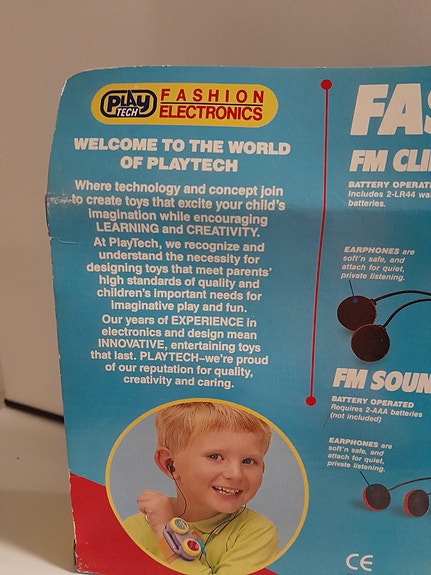 PLAY
TECH
FASHION
ELECTRONICS
WELCOME TO THE WORLD
OF PLAYTECH
Where technology and concept join
to create toys that excite your child's
imagination while encouraging
LEARNING and CREATIVITY.
At PlayTech, we recognize and
understand the necessity for
designing toys that meet parents'
high standards of quality and
children's important needs for
imaginative play and fun.
Our years of EXPERIENCE in
electronics and design mean
INNOVATIVE, entertaining toys
that last. PLAYTECH–we're proud
of our reputation for quality,
creativity and caring.
FAS
FM CLI
BATTERY OPERAT
Includes 2-LR44 wa
batteries.
EARPHONES are
soft'n safe, and
attach for quiet,
private listening.
FM SOUN
BATTERY OPERATED
Requires 2-AAA batteries
(not included)
EARPHONES are
soft'n safe, and
attach for quiet,
private listening.
CE